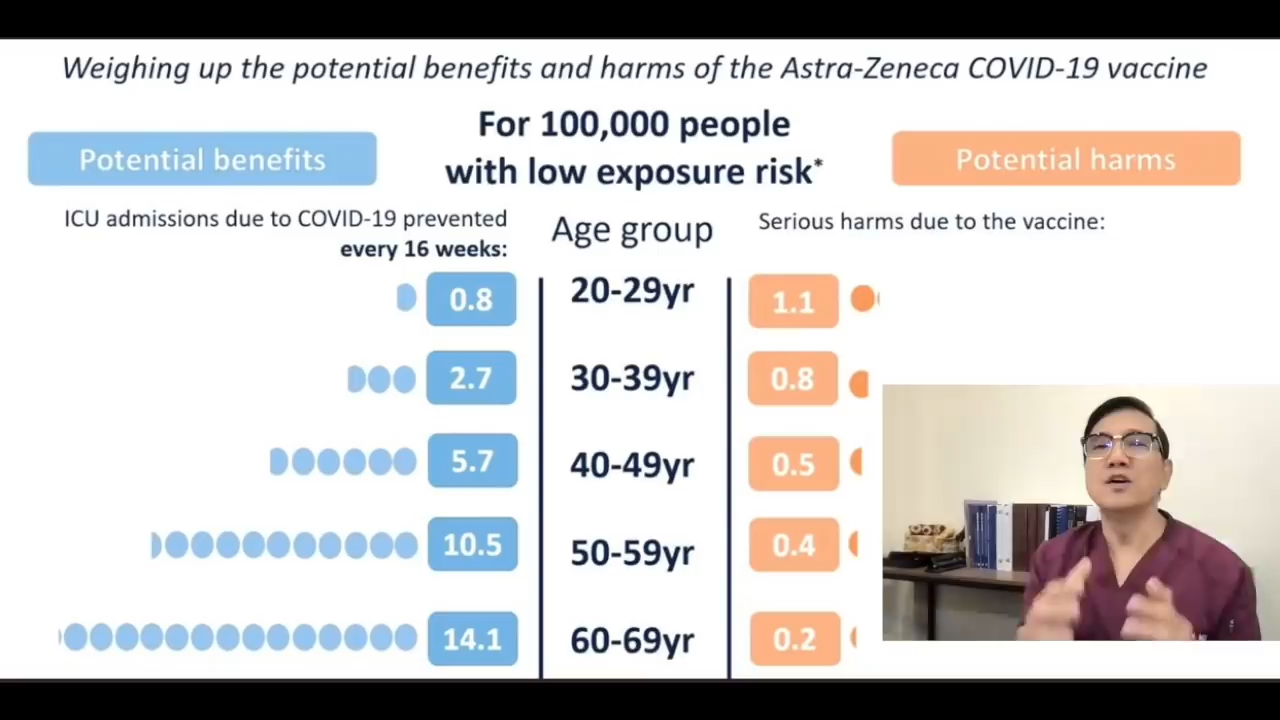 Weighing up the potential benefits and harms of the Astra-Zeneca COVID-19 vaccine
For 100,000 people
with low exposure risk*
Potential benefits
Potential harms
ICU admissions due to COVID-19 prevented
every 16 weeks:
Age group
Serious harms due to the vaccine:
0.8 20-29yr 1.1
2.7 30-39yr 0.8
5.7 40-49yr 0.5
10.5 50-59yr 0.4
14.1 60-69yr 0.2